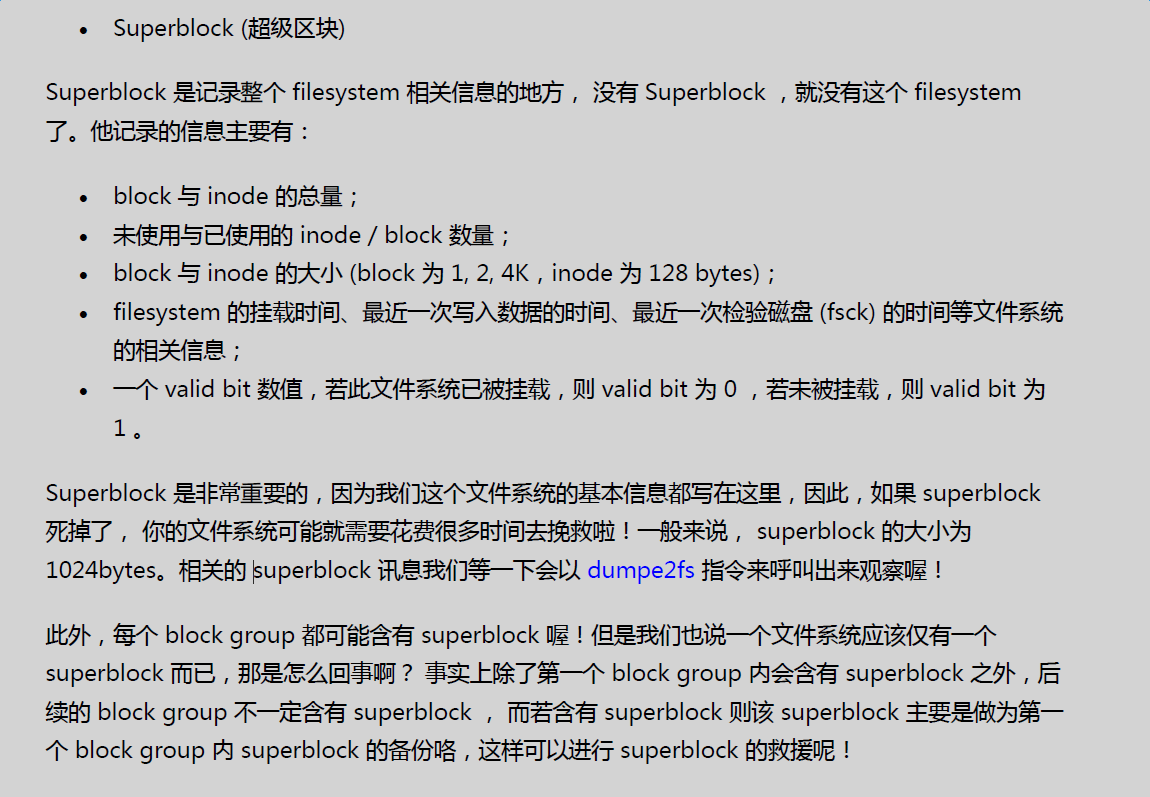 • Superblock (超级区块)
Superblock 是记录整个 filesystem 相关信息的地方， 没有 Superblock ，就没有这个 filesystem
了。他记录的信息主要有：
• block 与 inode 的总量；
• 未使用与已使用的 inode / block 数量；
• block 与 inode 的大小 (block 为 1, 2, 4K，inode 为 128 bytes)；
• filesystem 的挂载时间、最近一次写入数据的时间、最近一次检验磁盘 (fsck) 的时间等文件系统
的相关信息；
• 一个 valid bit 数值，若此文件系统已被挂载，则 valid bit 为 0 ，若未被挂载，则 valid bit 为
1 。
Superblock 是非常重要的，因为我们这个文件系统的基本信息都写在这里，因此，如果 superblock
死掉了， 你的文件系统可能就需要花费很多时间去挽救啦！一般来说， superblock 的大小为
1024bytes。相关的 superblock 讯息我们等一下会以 dumpe2fs 指令来呼叫出来观察喔！
此外，每个 block group 都可能含有 superblock 喔！但是我们也说一个文件系统应该仅有一个
superblock 而已，那是怎么回事啊？ 事实上除了第一个 block group 内会含有 superblock 之外，后
续的 block group 不一定含有 superblock ， 而若含有 superblock 则该 superblock 主要是做为第一
个 block group 内 superblock 的备份咯，这样可以进行 superblock 的救援呢！